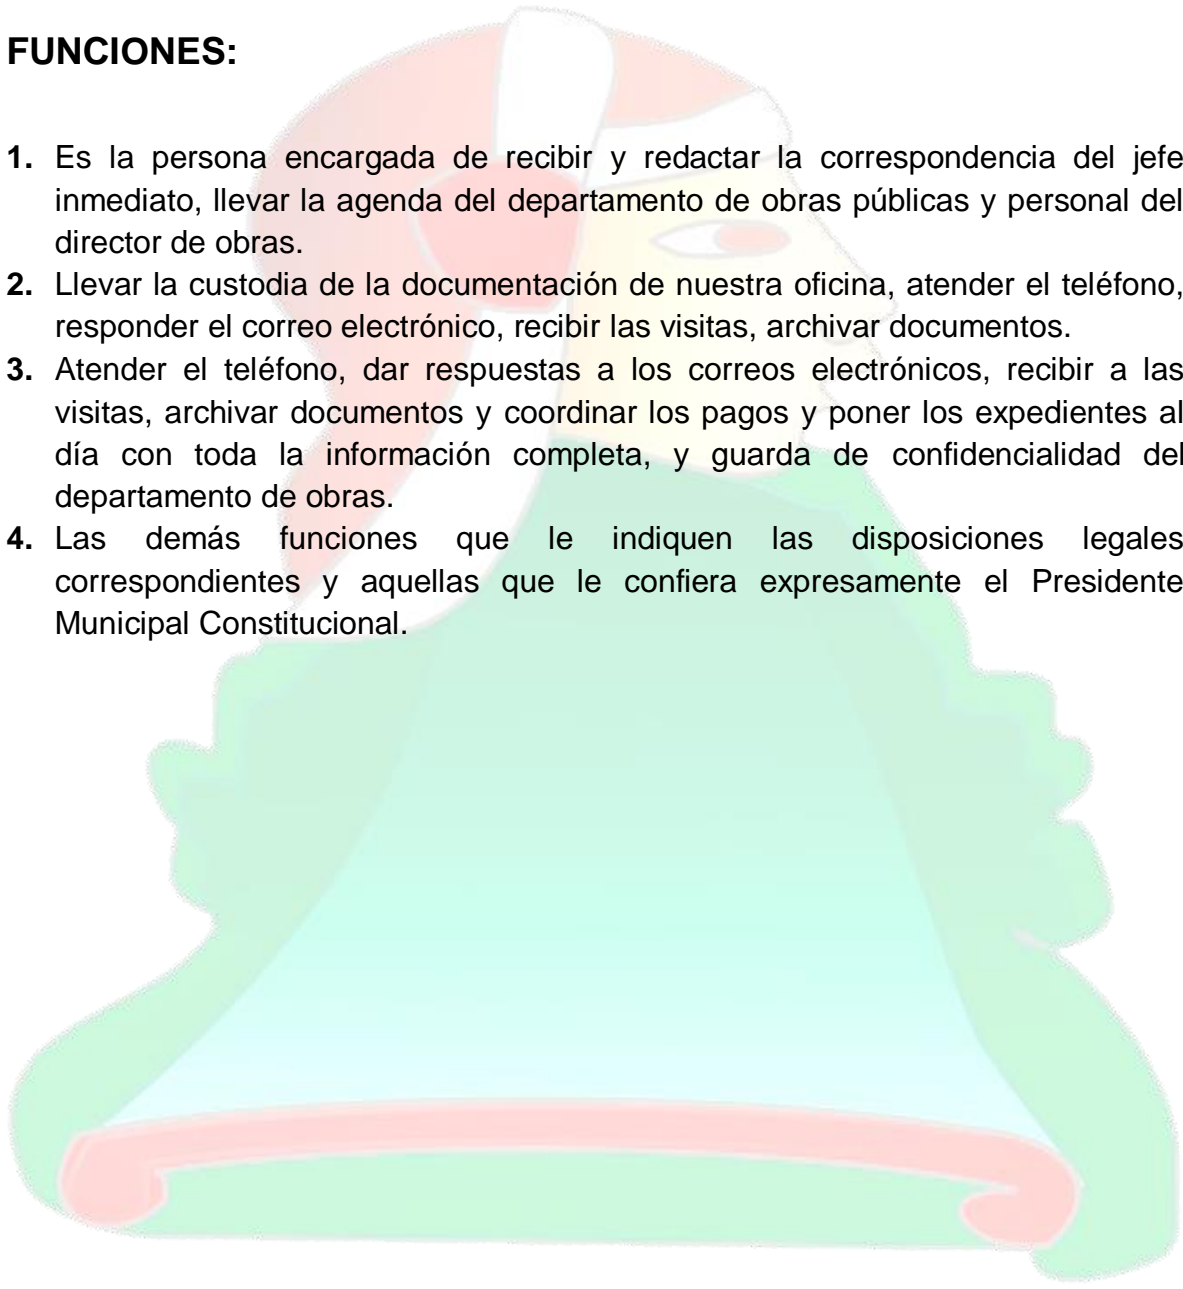 FUNCIONES:
1. Es la persona encargada de recibir y redactar la correspondencia del jefe
inmediato, llevar la agenda del departamento de obras públicas y personal del
director de obras.
2. Llevar la custodia de la documentación de nuestra oficina, atender el teléfono,
responder el correo electrónico, recibir las visitas, archivar documentos.
3. Atender el teléfono, dar respuestas a los correos electrónicos, recibir a las
visitas, archivar documentos y coordinar los pagos y poner los expedientes al
día con toda la información completa, y guarda de confidencialidad del
departamento de obras.
4. Las demás funciones que le indiquen las disposiciones legales
correspondientes y aquellas que le confiera expresamente el Presidente
Municipal Constitucional.